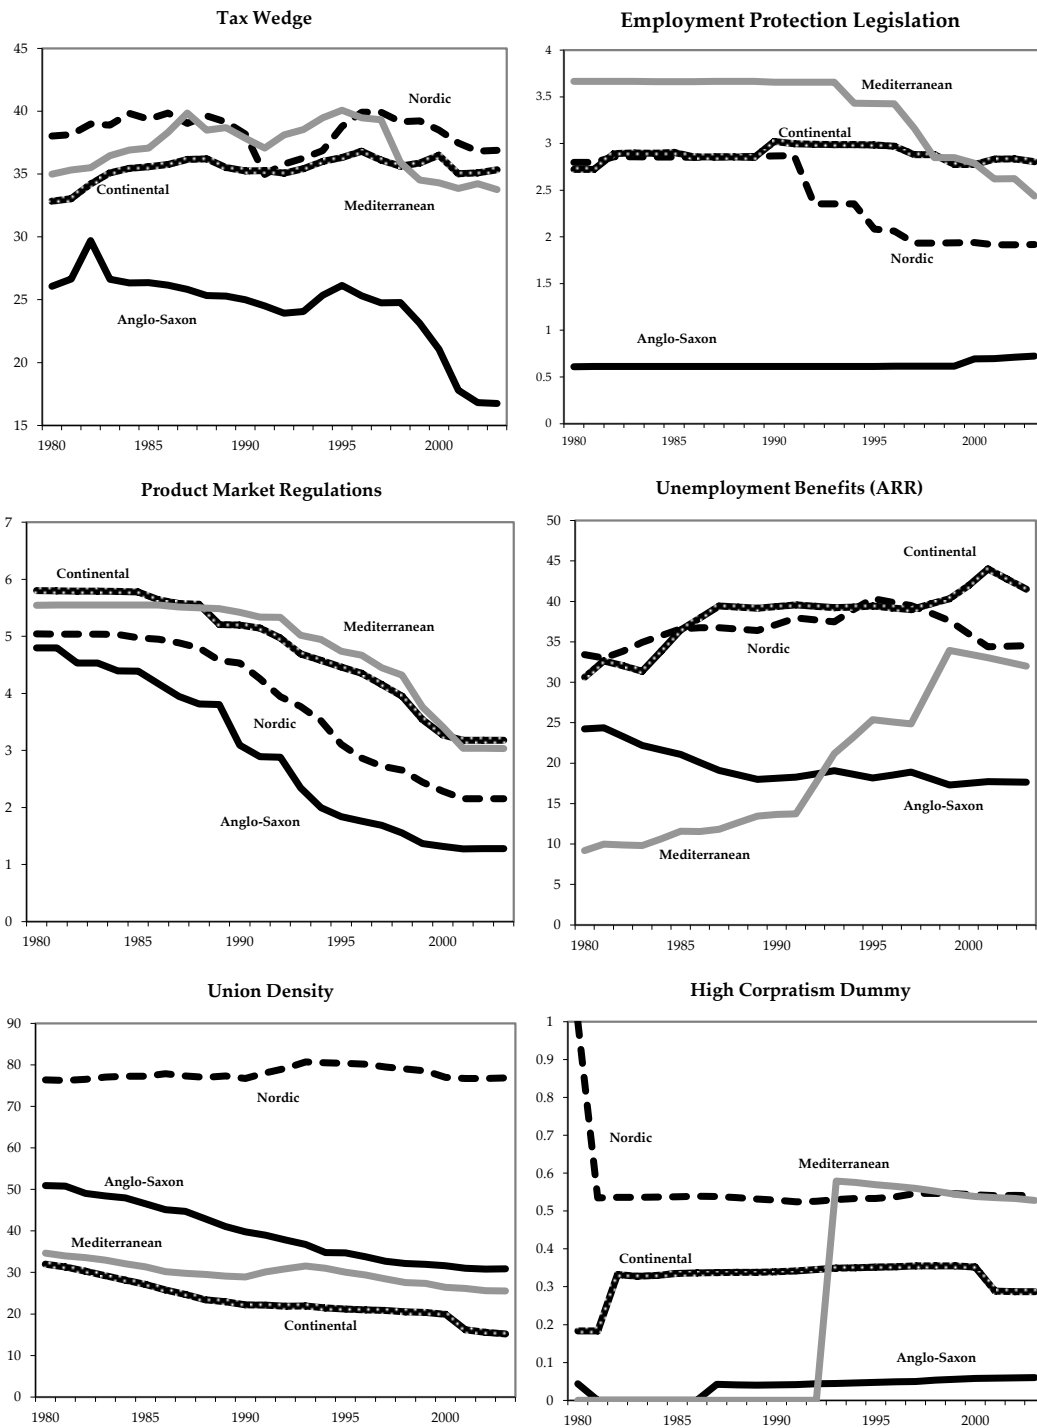 Tax Wedge
45
40
35
30
25
20
15
Nordic
Continental
Mediterranean
Anglo-Saxon
1980 1985 1990 1995 2000
Employment Protection Legislation
4
3.5
3
2.5
2
1.5
1
0.5
0
Mediterranean
Continental
Nordic
Anglo-Saxon
1980 1985 1990 1995 2000
Product Market Regulations
7
6
5
4
3
2
1
0
Continental
Mediterranean
Nordic
Anglo-Saxon
1980 1985 1990 1995 2000
Unemployment Benefits (ARR)
50
45
40
35
30
25
20
15
10
5
0
Continental
Nordic
Anglo-Saxon
Mediterranean
1980 1985 1990 1995 2000
Union Density
90
80
70
60
50
40
30
20
10
0
Nordic
Anglo-Saxon
Mediterranean
Continental
1980 1985 1990 1995 2000
High Corpratism Dummy
1
0.9
0.8
0.7
0.6
0.5
0.4
0.3
0.2
0.1
0
Nordic
Mediterranean
Continental
Anglo-Saxon
1980 1985 1990 1995 2000